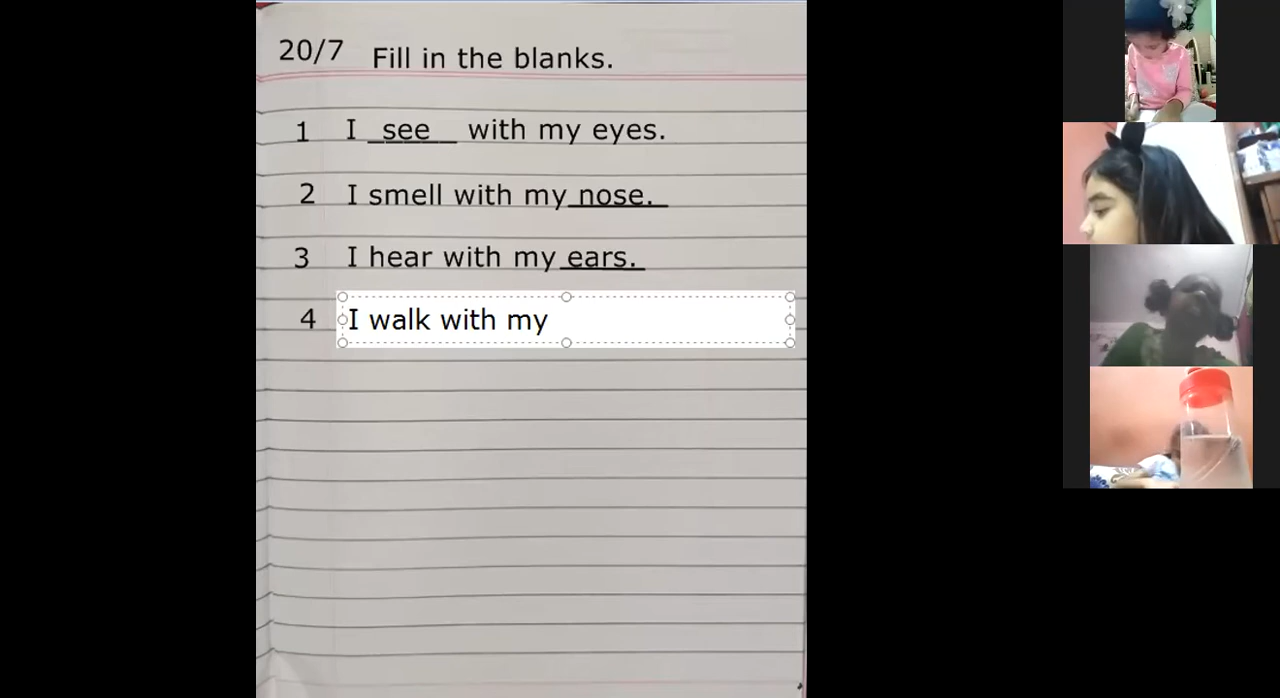 20/7 Fill in the blanks.
1 I see with my eyes.
2 I smell with my nose.
3 I hear with my ears.
4 I walk with my